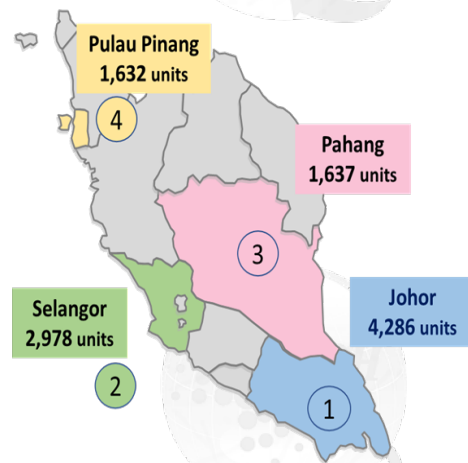 Pulau Pinang
1,632 units
4
Pahang
1,637 units
3
Selangor
2,978 units
2
Johor
4,286 units
1